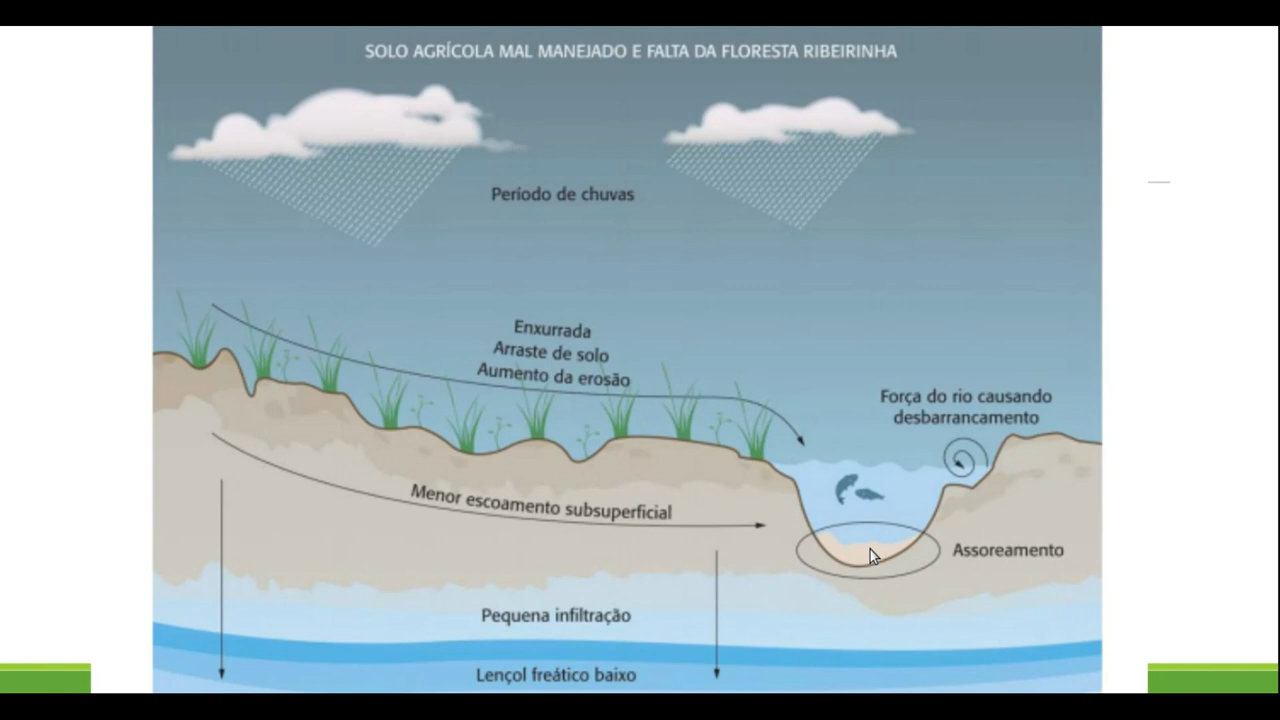 SOLO AGRÍCOLA MAL MANEJADO E FALTA DA FLORESTA RIBEIRINHA
Período de chuvas
Enxurrada
Arraste de solo
Aumento da erosão
Força do rio causando
desbarrancamento
Menor escoamento subsuperficial
Assoreamento
Pequena infiltração
Lençol freático baixo